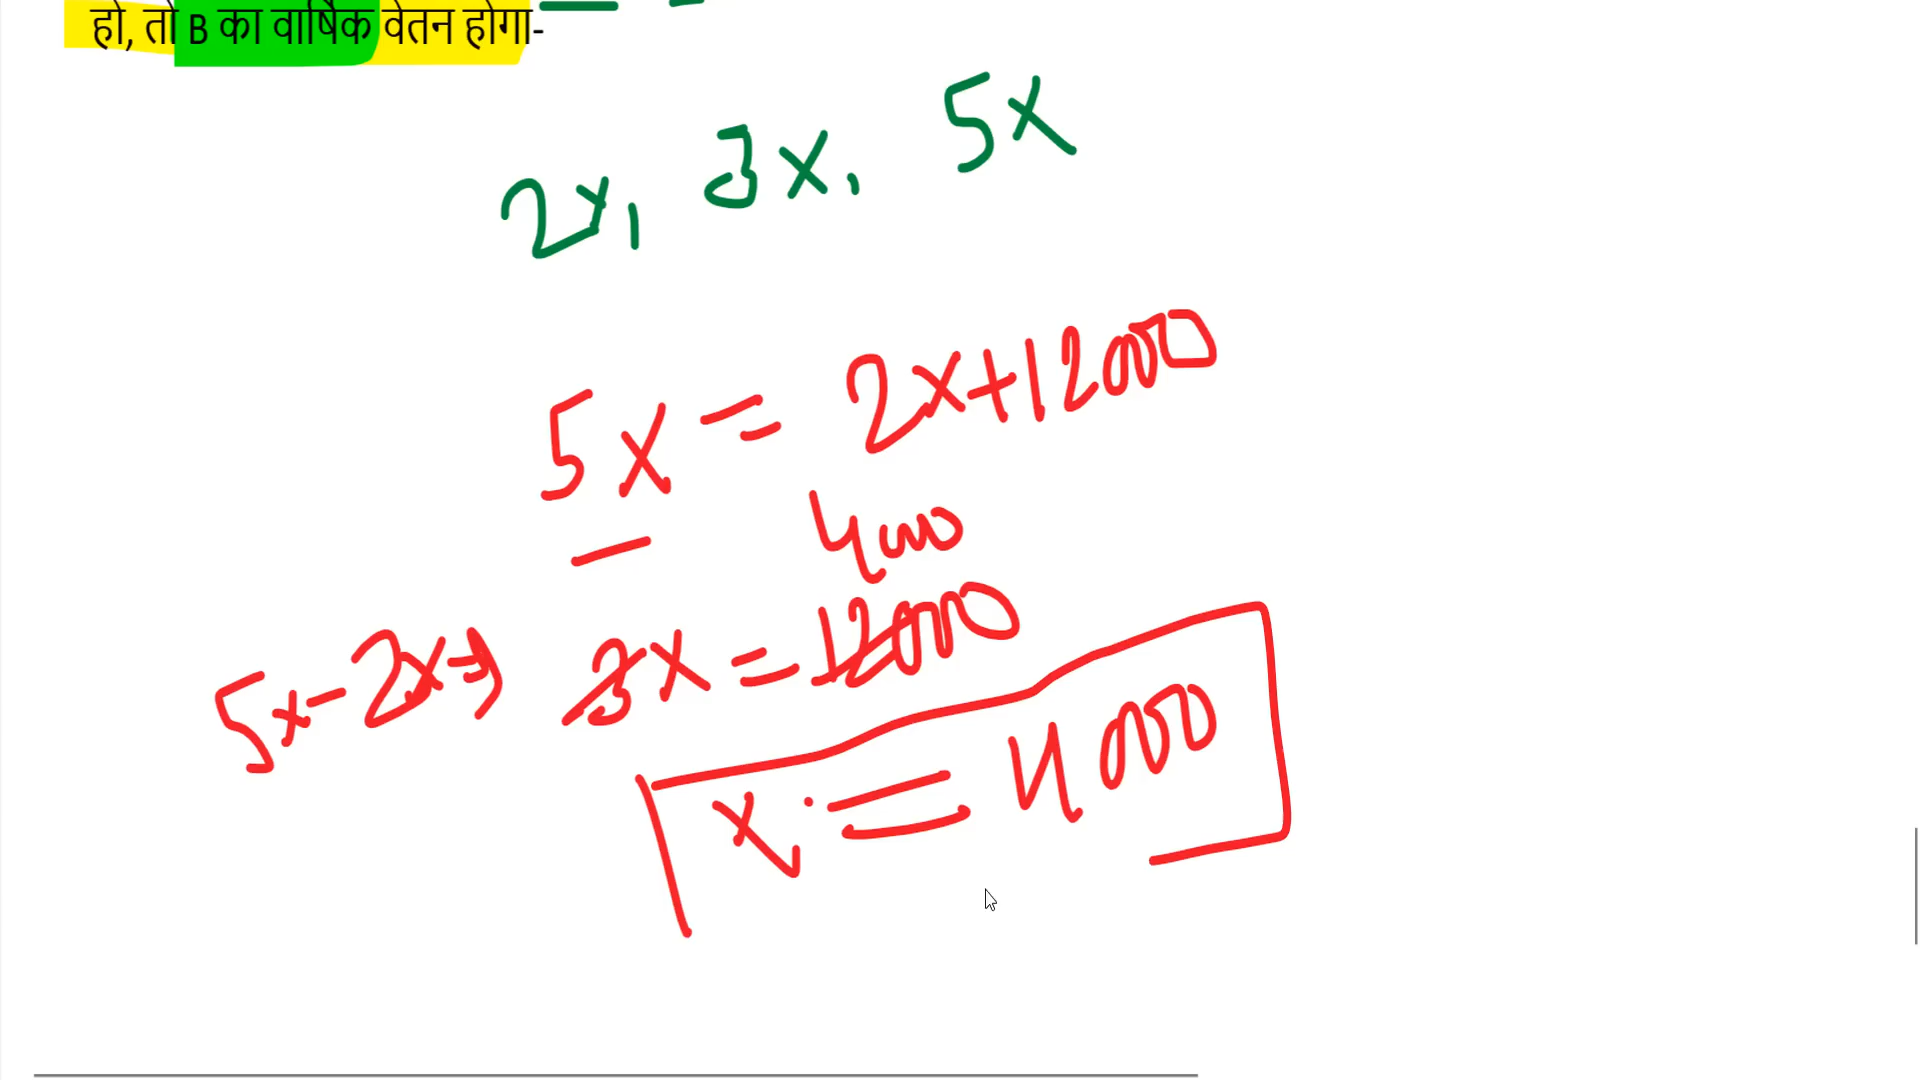 हो, तो B का वार्षिक वेतन होगा-
2x, 3x, 5x
5x = 2x+12000
4000
5x-2x⇒ 3x = 12000
x = 4000